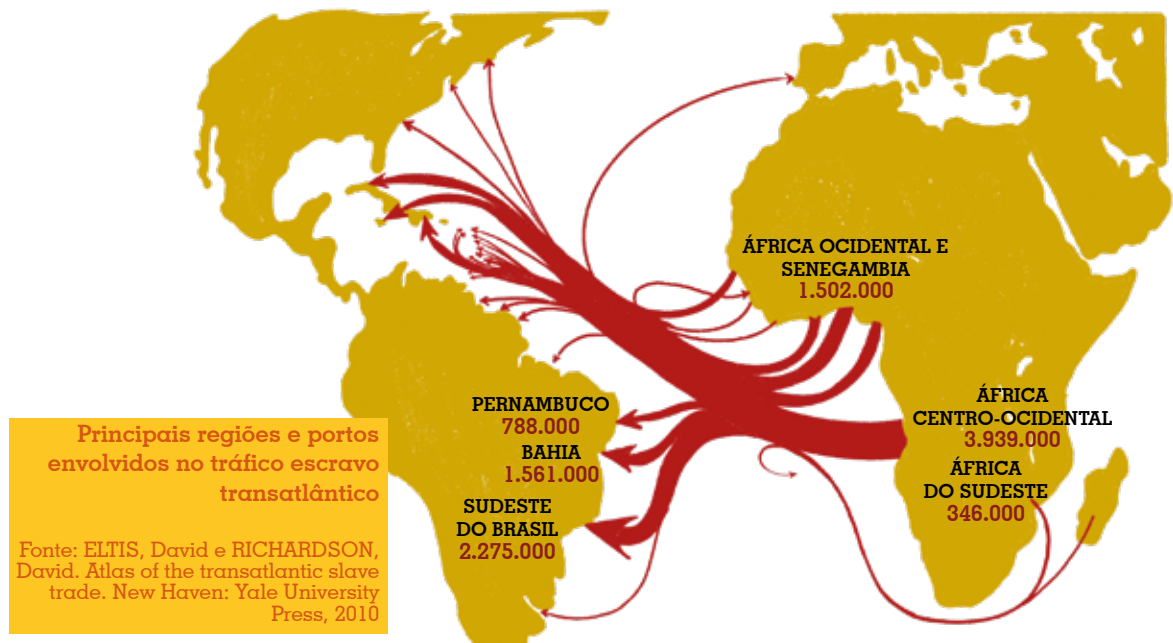 ÁFRICA OCIDENTAL E
SENEGAMBIA
1.502.000
PERNAMBUCO
788.000
BAHIA
1.561.000
SUDESTE
DO BRASIL
2.275.000
ÁFRICA
CENTRO-OCIDENTAL
3.939.000
ÁFRICA
DO SUDESTE
346.000
Principais regiões e portos
envolvidos no tráfico escravo
transatlântico
Fonte: ELTIS, David e RICHARDSON,
David. Atlas of the transatlantic slave
trade. New Haven: Yale University
Press, 2010